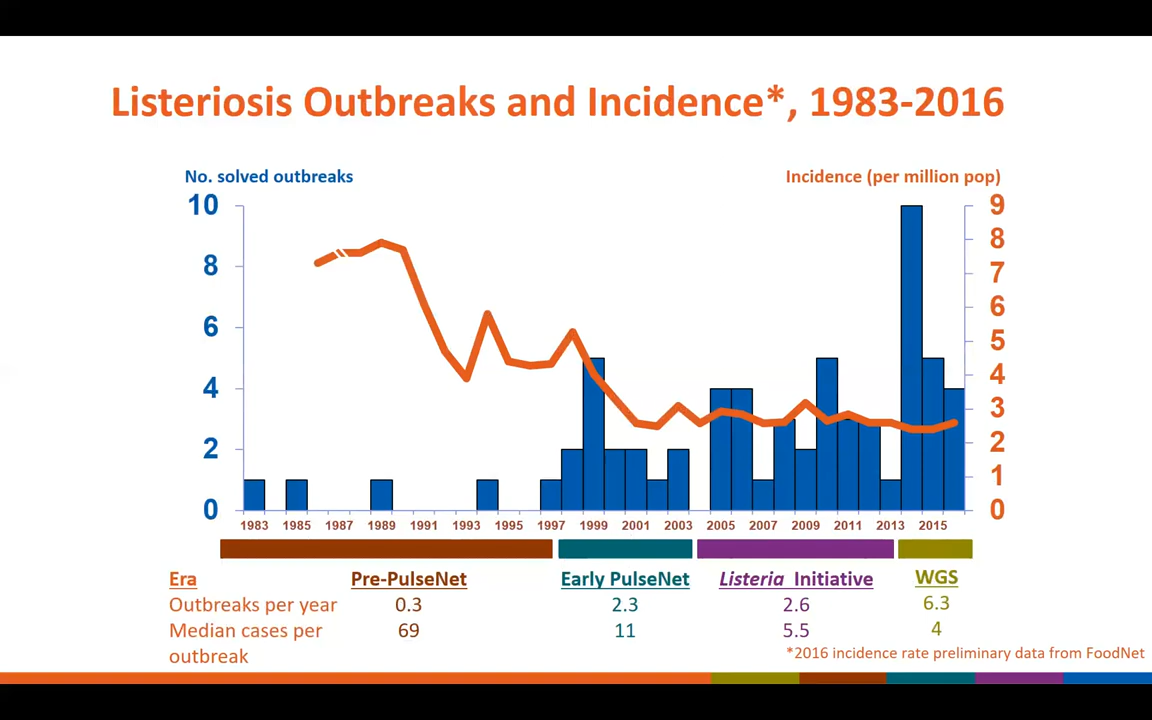 Listeriosis Outbreaks and Incidence*, 1983-2016
No. solved outbreaks
Incidence (per million pop)
10
8
6
4
2
0
9
8
7
6
5
4
3
2
1
0
1983 1985 1987 1989 1991 1993 1995 1997 1999 2001 2003 2005 2007 2009 2011 2013 2015
Era Pre-PulseNet Early PulseNet Listeria Initiative WGS
Outbreaks per year 0.3 2.3 2.6 6.3
Median cases per 69 11 5.5 4
outbreak
*2016 incidence rate preliminary data from FoodNet